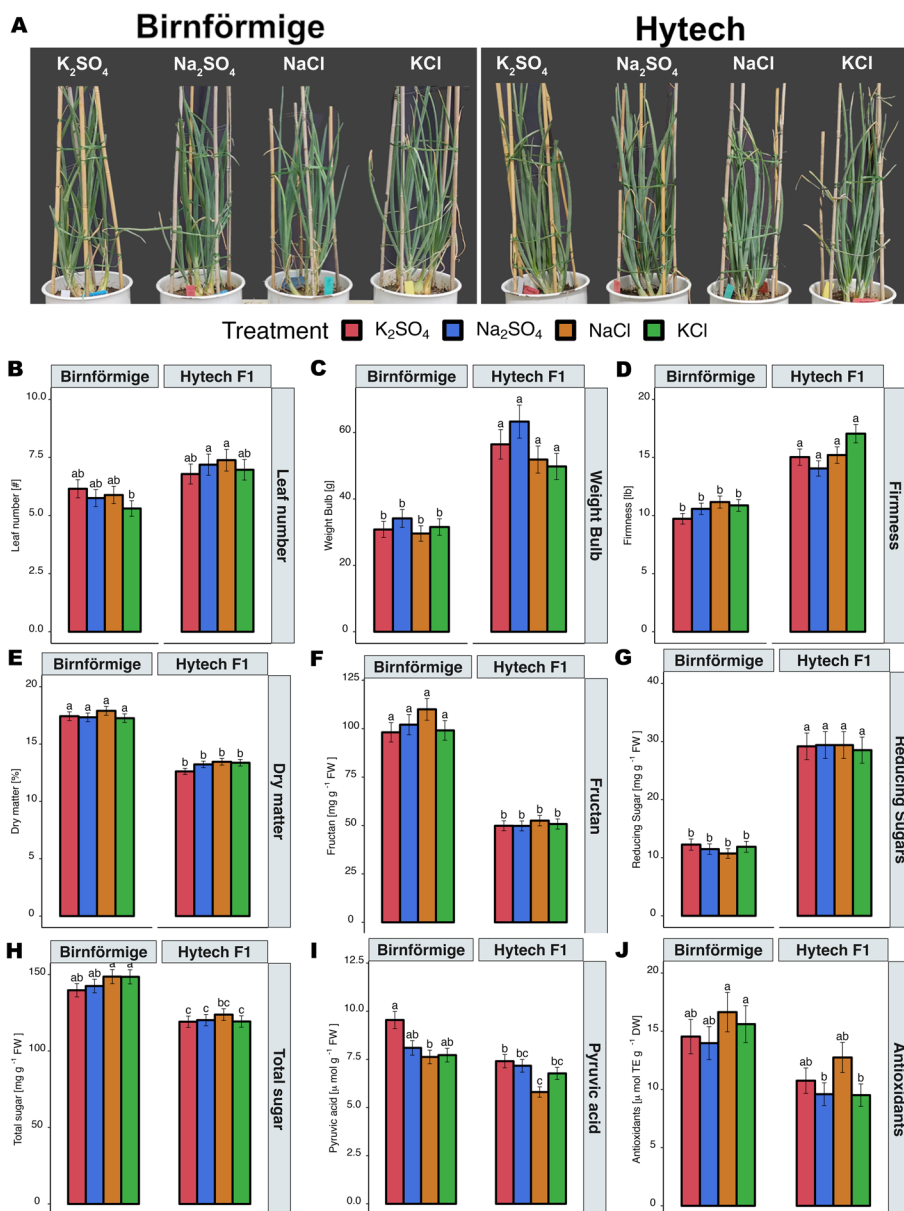 A
Birnförmige
Hytech
K₂SO₄ Na₂SO₄ NaCl KCl K₂SO₄ Na₂SO₄ NaCl KCl
Treatment K₂SO₄ Na₂SO₄ NaCl KCl
B
Birnförmige Hytech F1
Leaf number
Leaf number [#]
10.0
7.5
5.0
2.5
0.0
ab ab ab b ab a a ab
C
Birnförmige Hytech F1
Weight Bulb
Weight Bulb [g]
60
40
20
0
b b b b a a a a
D
Birnförmige Hytech F1
Firmness
Firmness [lb]
20
15
10
5
0
b b b b a a a a
E
Birnförmige Hytech F1
Dry matter
Dry matter [%]
20
15
10
5
0
a a a a b b b b
F
Birnförmige Hytech F1
Fructan
Fructan [mg g ⁻¹ FW ]
125
100
75
50
25
0
a a a a b b b b
G
Birnförmige Hytech F1
Reducing Sugars
Reducing Sugar [mg g ⁻¹ FW ]
40
30
20
10
0
b b b b a a a a
H
Birnförmige Hytech F1
Total sugar
Total sugar [mg g ⁻¹ FW]
150
100
50
0
ab ab a a c c bc c
I
Birnförmige Hytech F1
Pyruvic acid
Pyruvic acid [µ mol g ⁻¹ FW]
12.5
10.0
7.5
5.0
2.5
0
a ab b ab b bc c bc
J
Birnförmige Hytech F1
Antioxidants
Antioxidants [µ mol TE g ⁻¹ DW]
20
15
10
5
0
ab ab a a ab b ab b